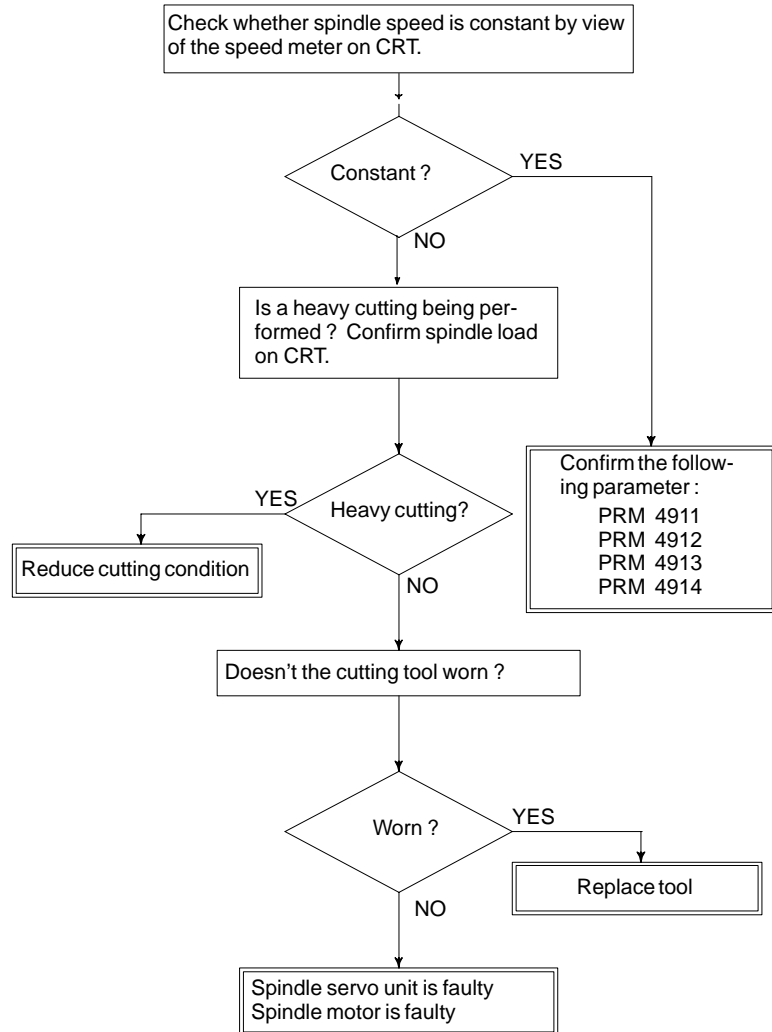 Check whether spindle speed is constant by view
of the speed meter on CRT.
Constant ?
YES
NO
Is a heavy cutting being per-
formed ? Confirm spindle load
on CRT.
Confirm the follow-
ing parameter :
PRM 4911
PRM 4912
PRM 4913
PRM 4914
YES
Heavy cutting?
Reduce cutting condition
NO
Doesn't the cutting tool worn ?
Worn ?
YES
Replace tool
NO
Spindle servo unit is faulty
Spindle motor is faulty